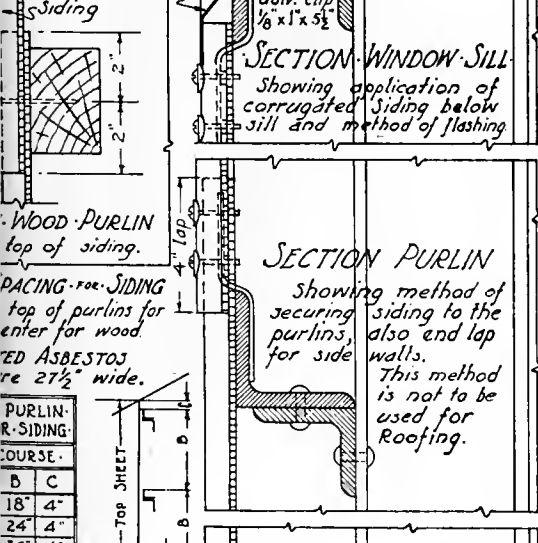 Siding
1/8" x 1" x 5 1/2"
SECTION·WINDOW·SILL·
Showing application of
corrugated Siding below
sill and method of flashing.
2"
2"
·WOOD·PURLIN
top of siding.
PACING·FOR·SIDING
top of purlins for
enter for wood.
TED ASBESTOS
re 27½" wide.
PURLIN·
R·SIDING·
COURSE·
B C
18" 4"
24" 4"
4" lap
SECTION PURLIN
Showing method of
securing siding to the
purlins, also end lap
for side walls.
This method
is not to be
used for
Roofing.
TOP SHEET
C
B
B